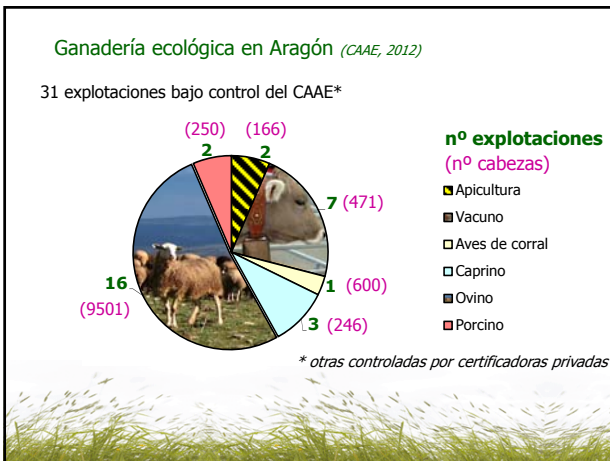 Ganadería ecológica en Aragón (CAAE, 2012)
31 explotaciones bajo control del CAAE*
(250) (166)
2 2
nº explotaciones
(nº cabezas)
7 (471)
Apicultura
Vacuno
Aves de corral
Caprino
Ovino
Porcino
1 (600)
16
(9501)
3 (246)
* otras controladas por certificadoras privadas